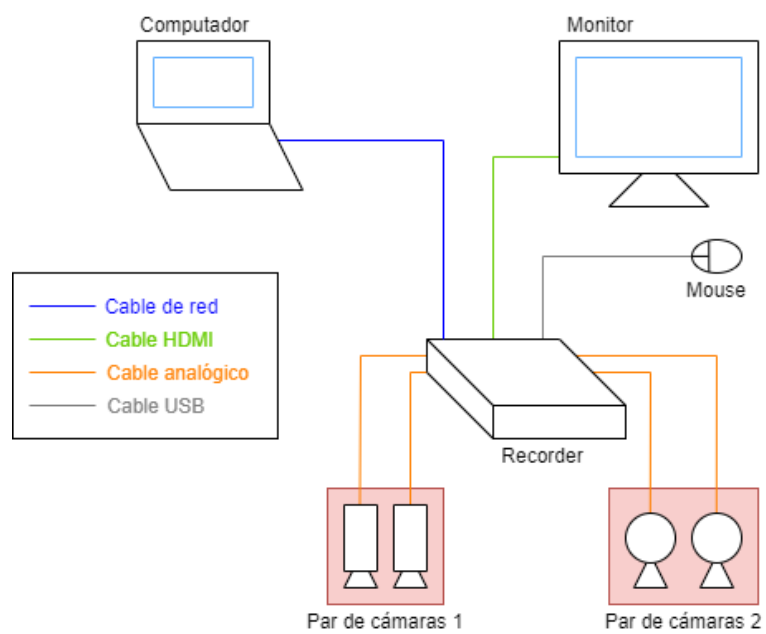 Computador
Monitor
Mouse
Cable de red
Cable HDMI
Cable analógico
Cable USB
Recorder
Par de cámaras 1
Par de cámaras 2